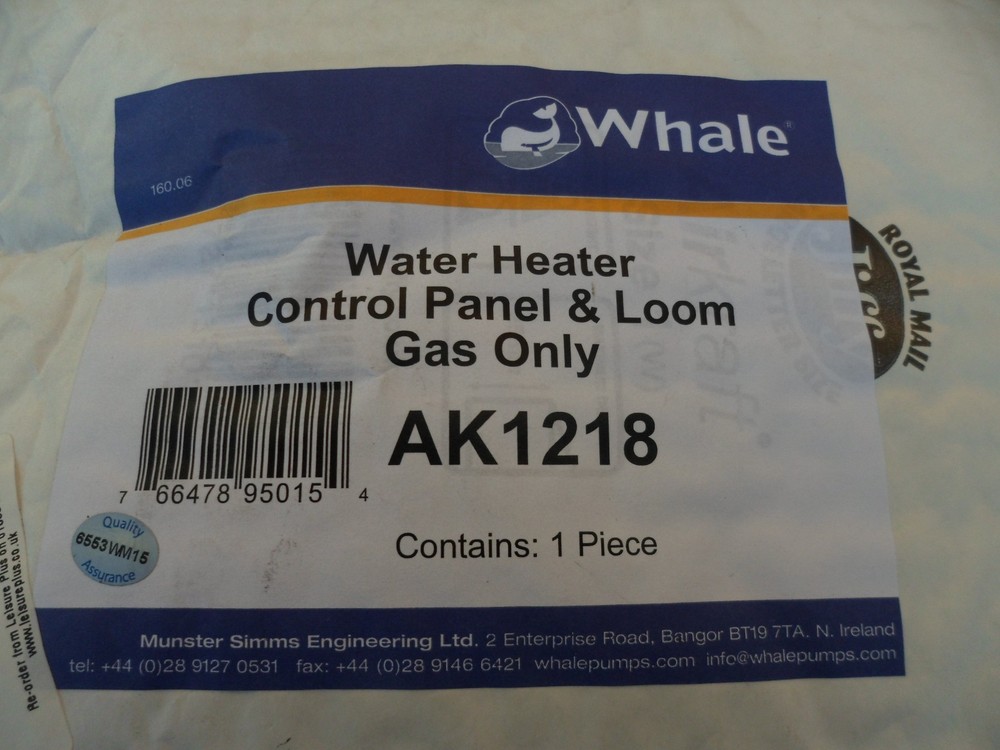 Whale®
160.06
Water Heater
Control Panel & Loom
Gas Only
AK1218
7 66478 95015 4
Quality
6553WM15
Assurance
Contains: 1 Piece
Munster Simms Engineering Ltd. 2 Enterprise Road, Bangor BT19 7TA. N. Ireland
tel: +44 (0)28 9127 0531 fax: +44 (0)28 9146 6421 whalepumps.com info@whalepumps.com
ROYAL MAIL
Re-order from Leisure Plus on
www.leisureplus.co.uk